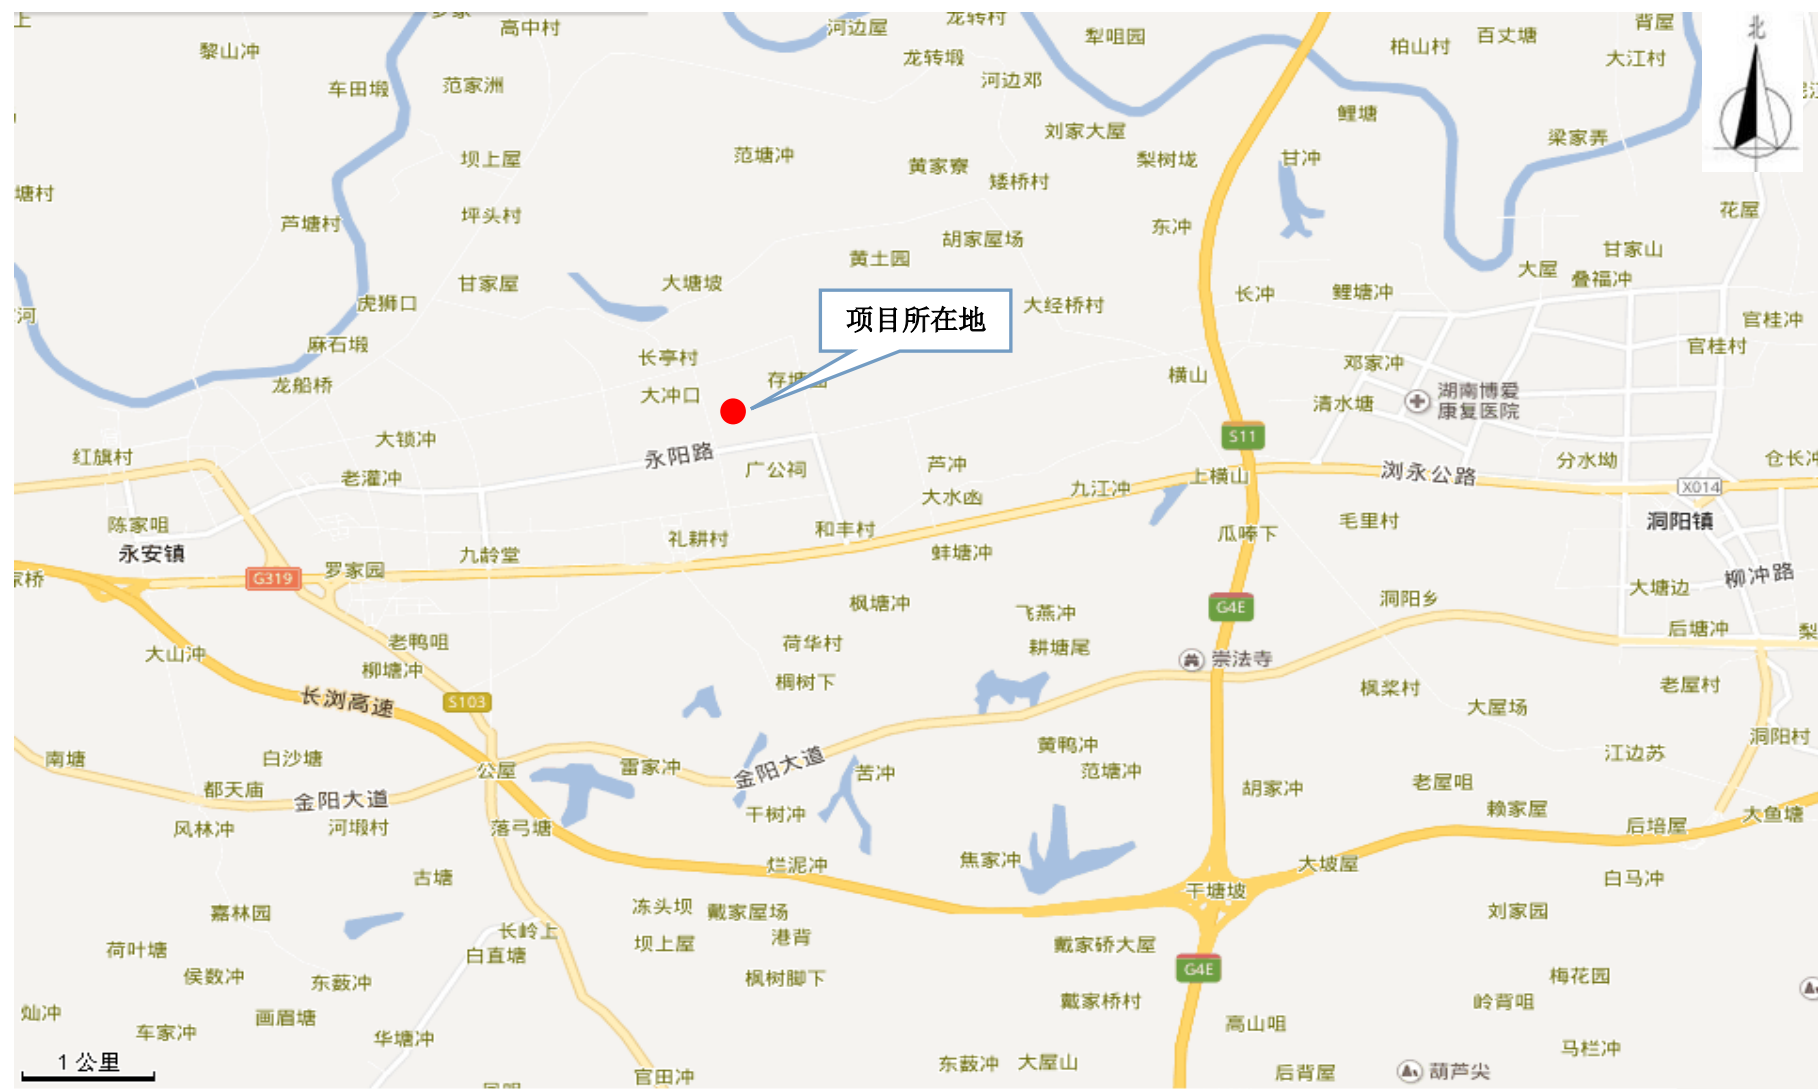 上
高中村
河边屋
龙转村
犁咀园
柏山村
百丈塘
背屋
北
黎山冲
龙转塅
大江村
车田塅
范家洲
河边邓
鲤塘
刘家大屋
梁家弄
坝上屋
范塘冲
黄家寮
梨树垅
甘冲
矮桥村
塘村
芦塘村
坪头村
东冲
花屋
胡家屋场
黄土园
甘家山
大屋
叠福冲
甘家屋
大塘坡
长冲
鲤塘冲
虎狮口
大经桥村
河
项目所在地
官桂冲
麻石塅
长亭村
官桂村
邓家冲
龙船桥
大冲口
横山
湖南博爱
康复医院
清水塘
大锁冲
S11
红旗村
永阳路
广公祠
芦冲
分水坳
老灌冲
上横山
浏永公路
九江冲
X014
大水函
陈家咀
和丰村
毛里村
洞阳镇
礼耕村
瓜唪下
永安镇
九龄堂
蚌塘冲
家桥
G319
罗家园
柳冲路
大塘边
枫塘冲
飞燕冲
G4E
洞阳乡
后塘冲
梨
老鸭咀
荷华村
耕塘尾
大山冲
崇法寺
柳塘冲
桐树下
枫桨村
老屋村
长浏高速
S103
大屋场
黄鸭冲
洞阳村
南塘
白沙塘
江边苏
公屋
雷家冲
金阳大道
苦冲
范塘冲
都天庙
胡家冲
老屋咀
金阳大道
赖家屋
干树冲
大鱼塘
风林冲
河塅村
落弓塘
后培屋
烂泥冲
焦家冲
大坡屋
古塘
干塘坡
白马冲
嘉林园
冻头坝
戴家屋场
刘家园
长岭上
港背
荷叶塘
白直塘
坝上屋
戴家硚大屋
侯数冲
东薮冲
枫树脚下
G4E
梅花园
戴家桥村
岭背咀
灿冲
画眉塘
车家冲
华塘冲
高山咀
马栏冲
1 公里
官田冲
东薮冲
大屋山
后背屋
葫芦尖